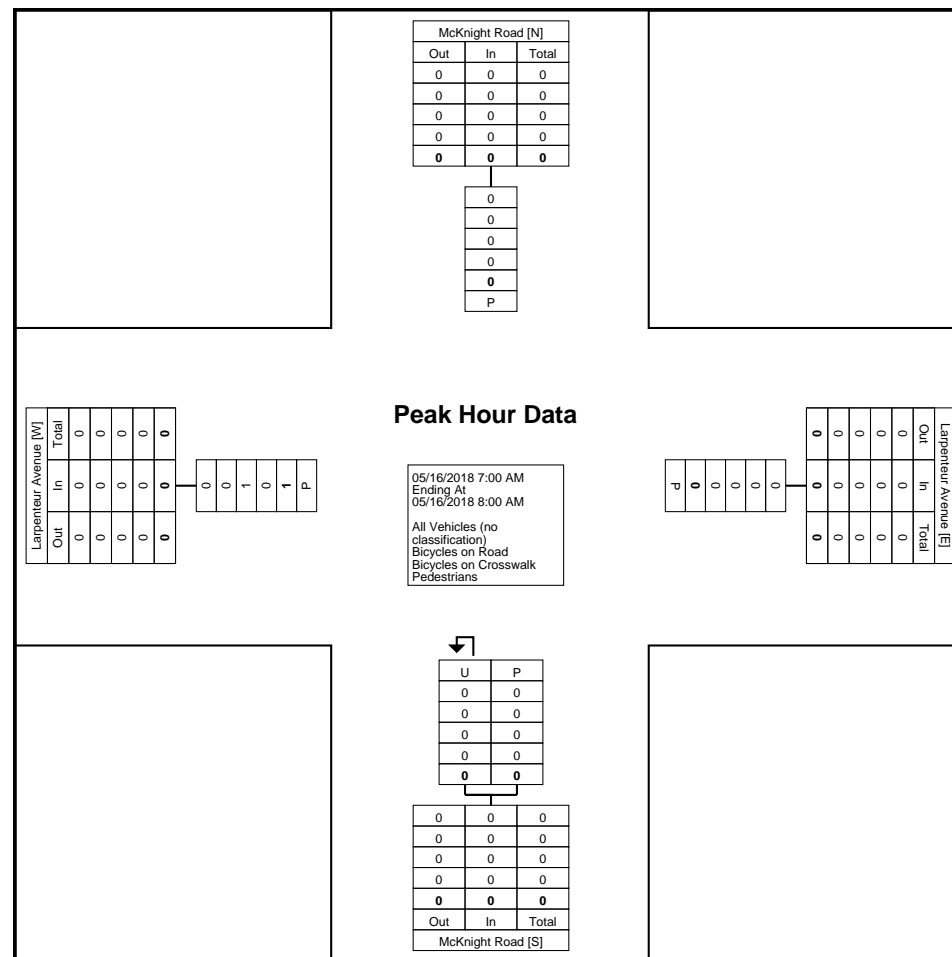 McKnight Road [N]
Out In Total
0 0 0
0 0 0
0 0 0
0 0 0
0 0 0
0
0
0
0
0
P
Peak Hour Data
Larpenteur Avenue [W]
Out In Total
0 0 0
0 0 0
0 0 0
0 0 0
0 0 0
0
0
1
0
1
P
05/16/2018 7:00 AM
Ending At
05/16/2018 8:00 AM
All Vehicles (no
classification)
Bicycles on Road
Bicycles on Crosswalk
Pedestrians
Larpenteur Avenue [E]
Out In Total
0 0 0
0 0 0
0 0 0
0 0 0
0 0 0
0
0
0
0
0
P
U P
0 0
0 0
0 0
0 0
0 0
0 0 0
0 0 0
0 0 0
0 0 0
0 0 0
Out In Total
McKnight Road [S]